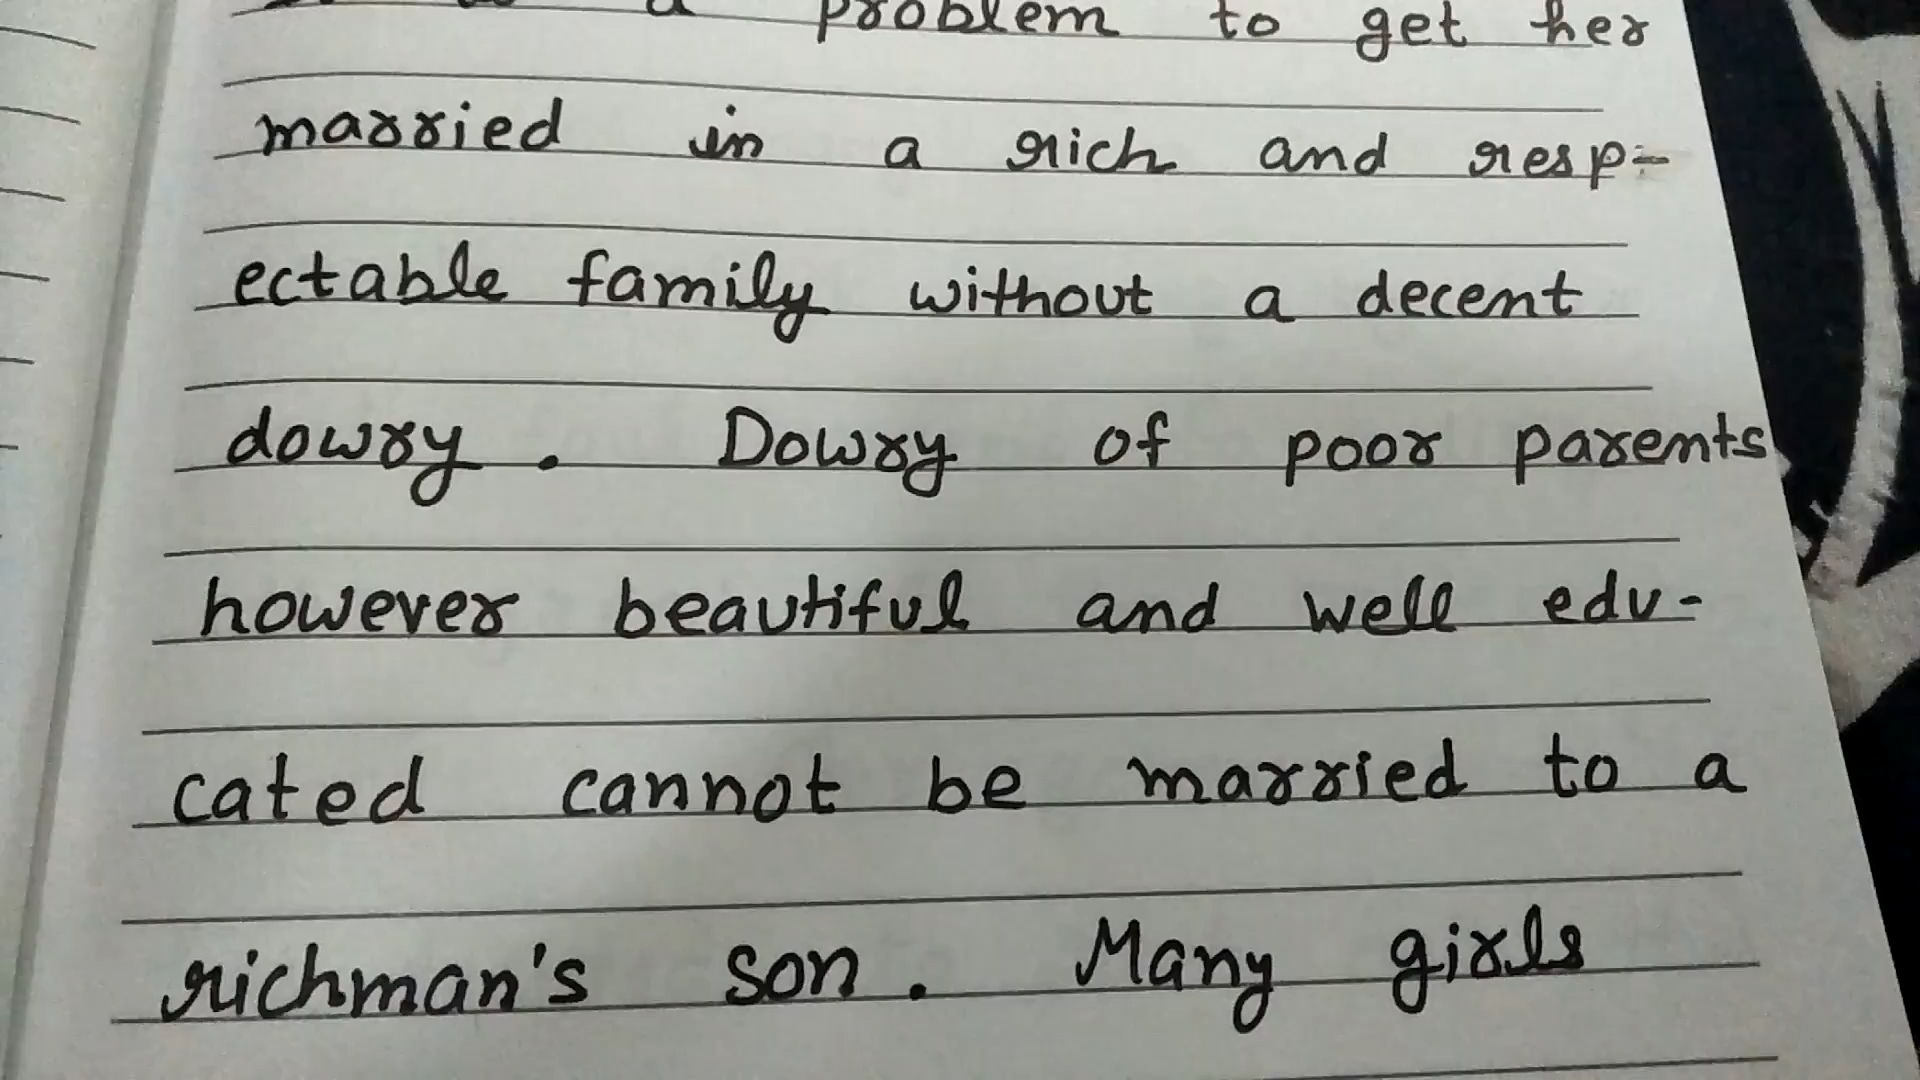 a problem to get her
married in a rich and resp-
ectable family without a decent
dowry. Dowry of poor parents
however beautiful and well edu-
cated cannot be married to a
richman's son. Many girls